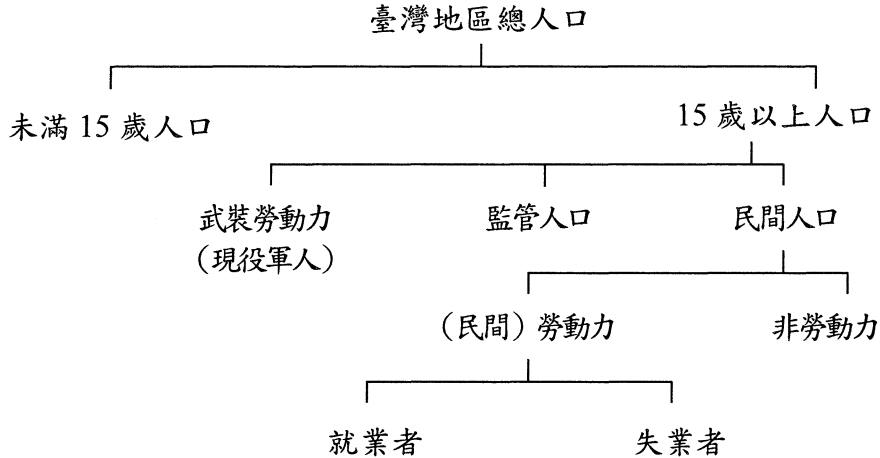 臺灣地區總人口
未滿 15 歲人口
15 歲以上人口
武裝勞動力
（現役軍人）
監管人口
民間人口
（民間）勞動力
非勞動力
就業者
失業者